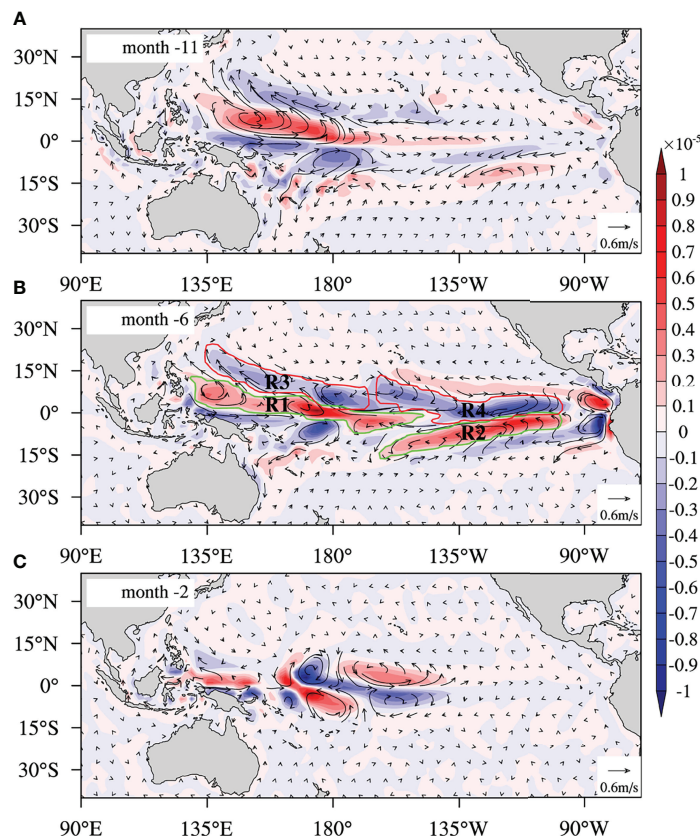 A
month -11
30°N
15°N
0°
15°S
30°S
0.6m/s
90°E 135°E 180° 135°W 90°W
B
month -6
30°N
15°N
0°
15°S
30°S
R3
R1
R4
R2
0.6m/s
90°E 135°E 180° 135°W 90°W
C
month -2
30°N
15°N
0°
15°S
30°S
0.6m/s
90°E 135°E 180° 135°W 90°W
×10⁻⁵
1
0.9
0.8
0.7
0.6
0.5
0.4
0.3
0.2
0.1
0
-0.1
-0.2
-0.3
-0.4
-0.5
-0.6
-0.7
-0.8
-0.9
-1